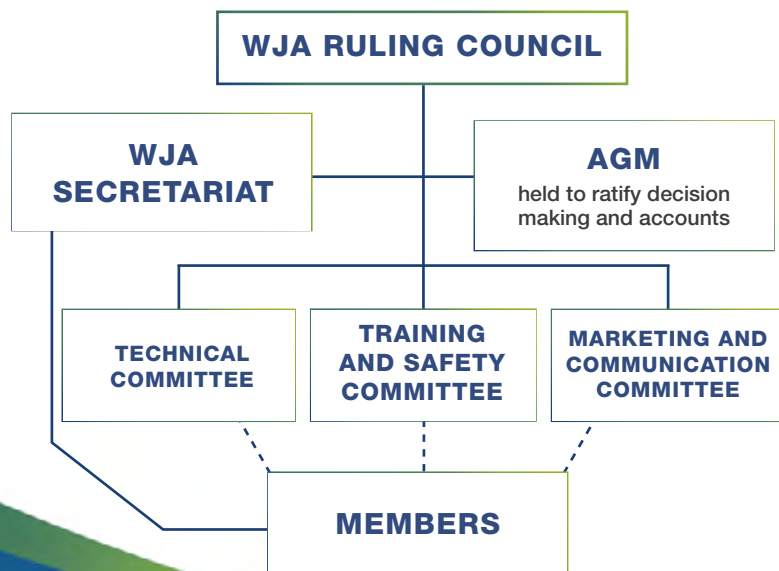 WJA RULING COUNCIL
WJA
SECRETARIAT
AGM
held to ratify decision
making and accounts
TECHNICAL
COMMITTEE
TRAINING
AND SAFETY
COMMITTEE
MARKETING AND
COMMUNICATION
COMMITTEE
MEMBERS